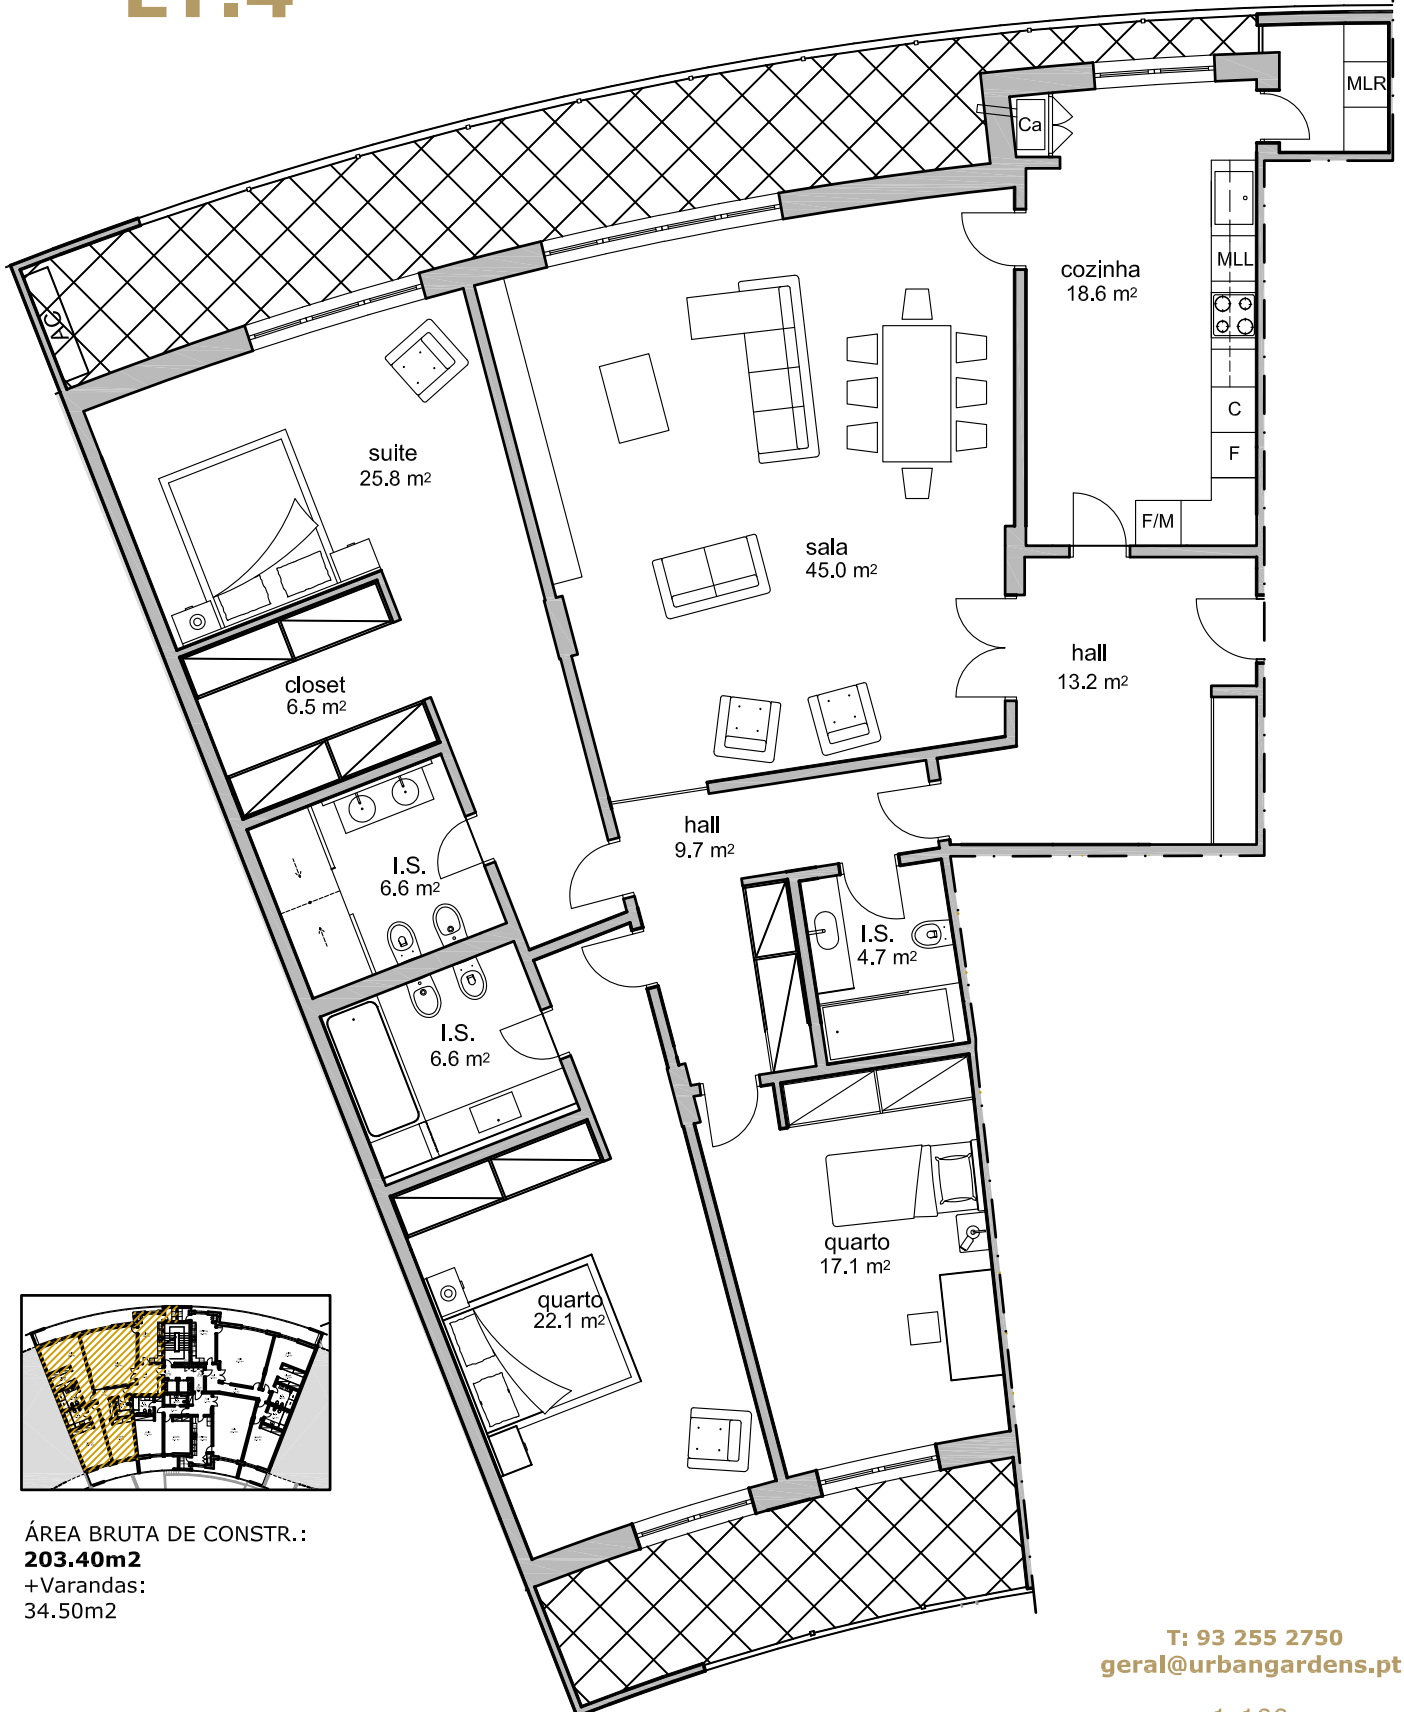 MLR
Ca
cozinha
18.6 m²
MLL
AC
C
suite
25.8 m²
F
F/M
sala
45.0 m²
hall
13.2 m²
closet
6.5 m²
hall
9.7 m²
I.S.
6.6 m²
I.S.
4.7 m²
I.S.
6.6 m²
quarto
17.1 m²
quarto
22.1 m²
ÁREA BRUTA DE CONSTR.:
203.40m2
+Varandas:
34.50m2
T: 93 255 2750
geral@urbangardens.pt